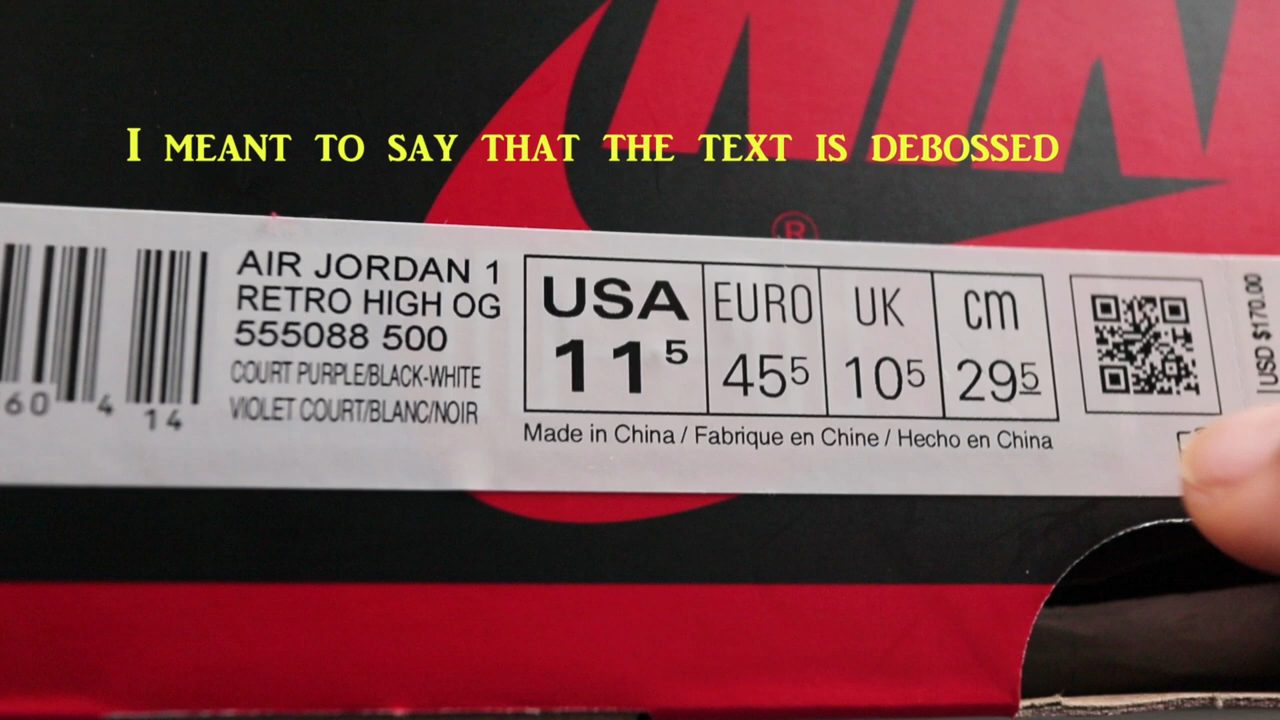 NIK
I MEANT TO SAY THAT THE TEXT IS DEBOSSED
®
AIR JORDAN 1
RETRO HIGH OG
555088 500
COURT PURPLE/BLACK-WHITE
VIOLET COURT/BLANC/NOIR
60 4 14
USA EURO UK cm
11⁵ 45⁵ 10⁵ 29⁵
Made in China / Fabrique en Chine / Hecho en China
USD $170.00